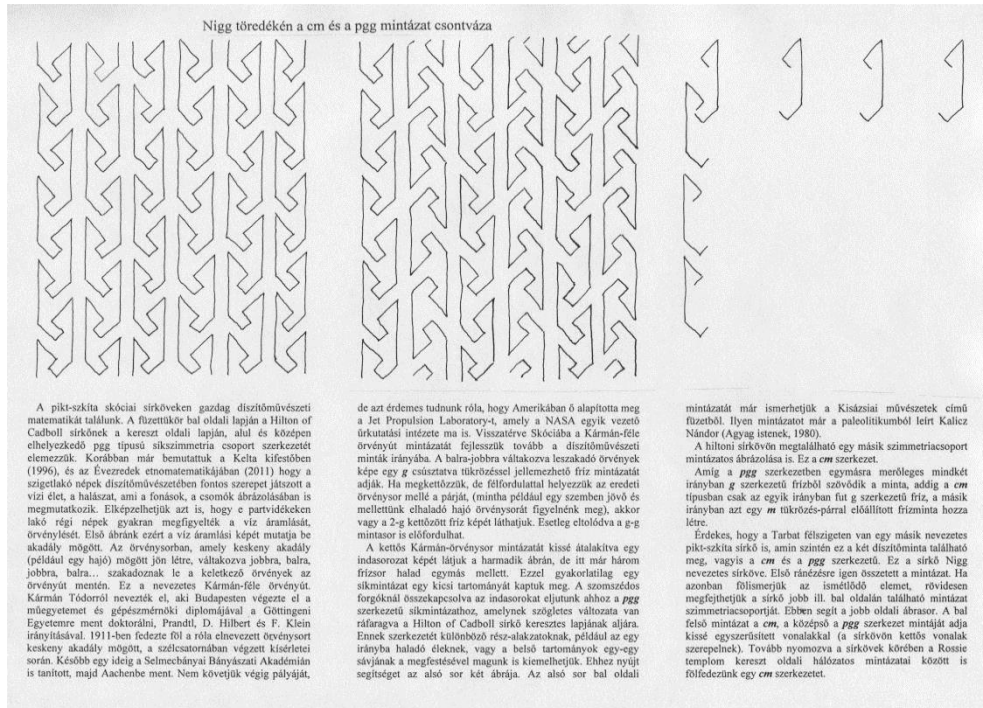 Nigg töredékén a cm és a pgg mintázat csontváza
A pikt-szkíta skóciai sírköveken gazdag díszítőművészeti
matematikát találunk. A füzettükör bal oldali lapján a Hilton of
Cadboll sírkőnek a kereszt oldali lapján, alul és középen
elhelyezkedő pgg típusú síkszimmetria csoport szerkezetét
elemezzük. Korábban már bemutattuk a Kelta kifestőben
(1996), és az Évezredek etnomatematikájában (2011) hogy a
szigetlakó népek díszítőművészetében fontos szerepet játszott a
vízi élet, a halászat, ami a fonások, a csomók ábrázolásában is
megmutatkozik. Elképzelhetjük azt is, hogy e partvidékeken
lakó régi népek gyakran megfigyelték a víz áramlását,
örvénylését. Első ábránk ezért a víz áramlási képét mutatja be
akadály mögött. Az örvénysorban, amely keskeny akadály
(például egy hajó) mögött jön létre, váltakozva jobbra, balra,
jobbra, balra... szakadoznak le a keletkező örvények az
örvényút mentén. Ez a nevezetes Kármán-féle örvényút.
Kármán Tódorról nevezték el, aki Budapesten végezte el a
műegyetemet és gépészmérnöki diplomájával a Göttingeni
Egyetemre ment doktorálni, Prandtl, D. Hilbert és F. Klein
irányításával. 1911-ben fedezte föl a róla elnevezett örvénysort
keskeny akadály mögött, a szélcsatornában végzett kísérletei
során. Később egy ideig a Selmecbányai Bányászati Akadémián
is tanított, majd Aachenbe ment. Nem követjük végig pályáját,
de azt érdemes tudnunk róla, hogy Amerikában ő alapította meg
a Jet Propulsion Laboratory-t, amely a NASA egyik vezető
űrkutatási intézete ma is. Visszatérve Skóciába a Kármán-féle
örvényút mintázatát fejlesszük tovább a díszítőművészeti
minták irányába. A balra-jobbra váltakozva leszakadó örvények
képe egy g csúsztatva tükrözéssel jellemezhető fríz mintázatát
adják. Ha megkettőzzük, de félfordulattal helyezzük az eredeti
örvénysor mellé a párját, (mintha például egy szemben jövő és
mellettünk elhaladó hajó örvénysorát figyelnénk meg), akkor
vagy a 2-g kettőzött fríz képét láthatjuk. Esetleg eltolódva a g-g
mintasor is előfordulhat.
A kettős Kármán-örvénysor mintázatát kissé átalakítva egy
indasorozat képét látjuk a harmadik ábrán, de itt már három
frízsor halad egymás mellett. Ezzel gyakorlatilag egy
síkmintázat egy kicsi tartományát kaptuk meg. A szomszédos
forgóknál összekapcsolva az indasorokat eljutunk ahhoz a pgg
szerkezetű síkmintázathoz, amelynek szögletes változata van
ráfaragva a Hilton of Cadboll sírkő keresztes lapjának aljára.
Ennek szerkezetét különböző rész-alakzatoknak, például az egy
irányba haladó éleknek, vagy a belső tartományok egy-egy
sávjának a megfestésével magunk is kiemelhetjük. Ehhez nyújt
segítséget az alsó sor két ábrája. Az alsó sor bal oldali
mintázatát már ismerhetjük a Kisázsiai művészetek című
füzetből. Ilyen mintázatot már a paleolitikumból leírt Kalicz
Nándor (Agyag istenek, 1980).
A hiltoni sírkövön megtalálható egy másik szimmetriacsoport
mintázatos ábrázolása is. Ez a cm szerkezet.
Amíg a pgg szerkezetben egymásra merőleges mindkét
irányban g szerkezetű frízből szövődik a minta, addig a cm
típusban csak az egyik irányban fut g szerkezetű fríz, a másik
irányban azt egy m tükrözés-párral előállított frízminta hozza
létre.
Érdekes, hogy a Tarbat félszigeten van egy másik nevezetes
pikt-szkíta sírkő is, amin szintén ez a két díszítőminta található
meg, vagyis a cm és a pgg szerkezetű. Ez a sírkő Nigg
nevezetes sírköve. Első ránézésre igen összetett a mintázat. Ha
azonban fölismerjük az ismétlődő elemet, rövidesen
megfejthetjük a sírkő jobb ill. bal oldalán található mintázat
szimmetriacsoportját. Ebben segít a jobb oldali ábrasor. A bal
felső mintázat a cm, a középső a pgg szerkezet mintáját adja
kissé egyszerűsített vonalakkal (a sírkövön kettős vonalak
szerepelnek). Tovább nyomozva a sírkövek körében a Rossie
templom kereszt oldali hálózatos mintázatai között is
fölfedezünk egy cm szerkezetet.